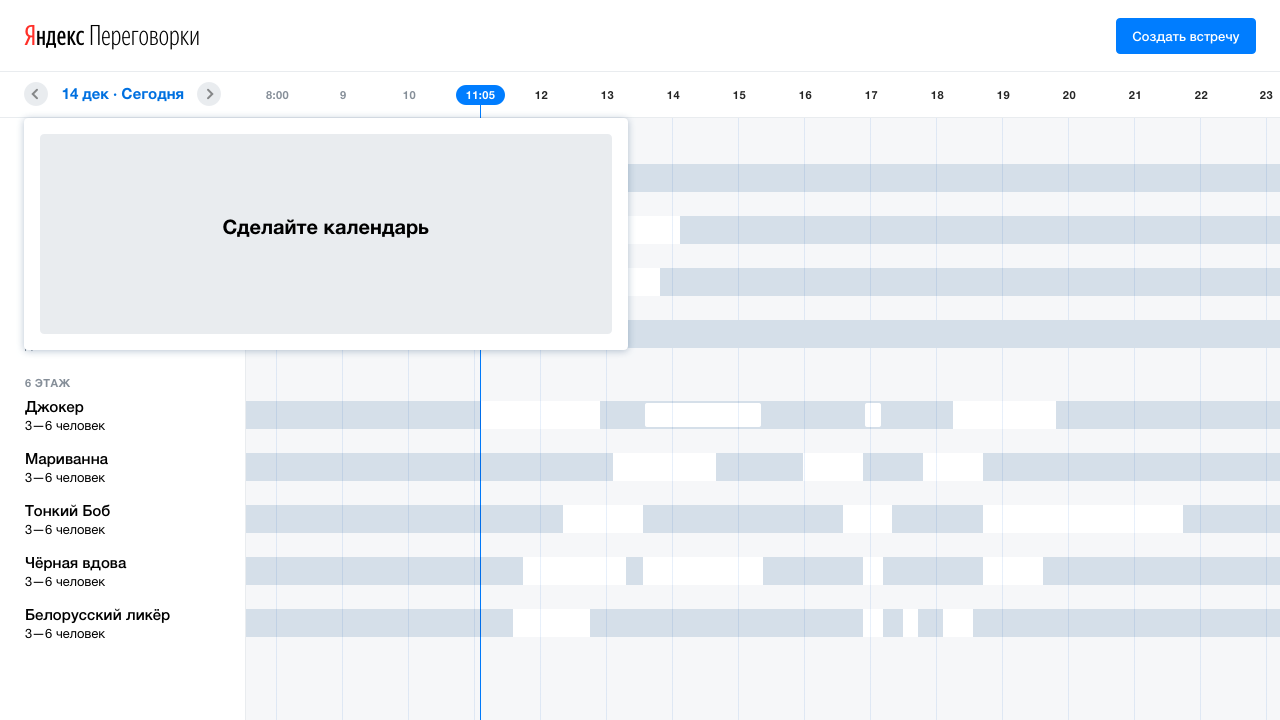 Яндекс Переговорки
Создать встречу
14 дек · Сегодня
8:00 9 10 11:05 12 13 14 15 16 17 18 19 20 21 22 23
Сделайте календарь
6 ЭТАЖ
Джокер
3—6 человек
Мариванна
3—6 человек
Тонкий Боб
3—6 человек
Чёрная вдова
3—6 человек
Белорусский ликёр
3—6 человек